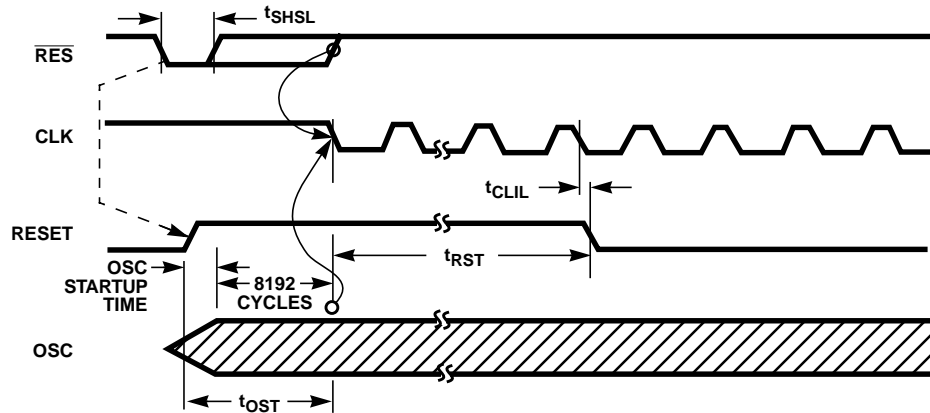 tSHSL
RES
CLK
tCLIL
RESET
tRST
OSC
STARTUP
TIME
8192
CYCLES
OSC
tOST